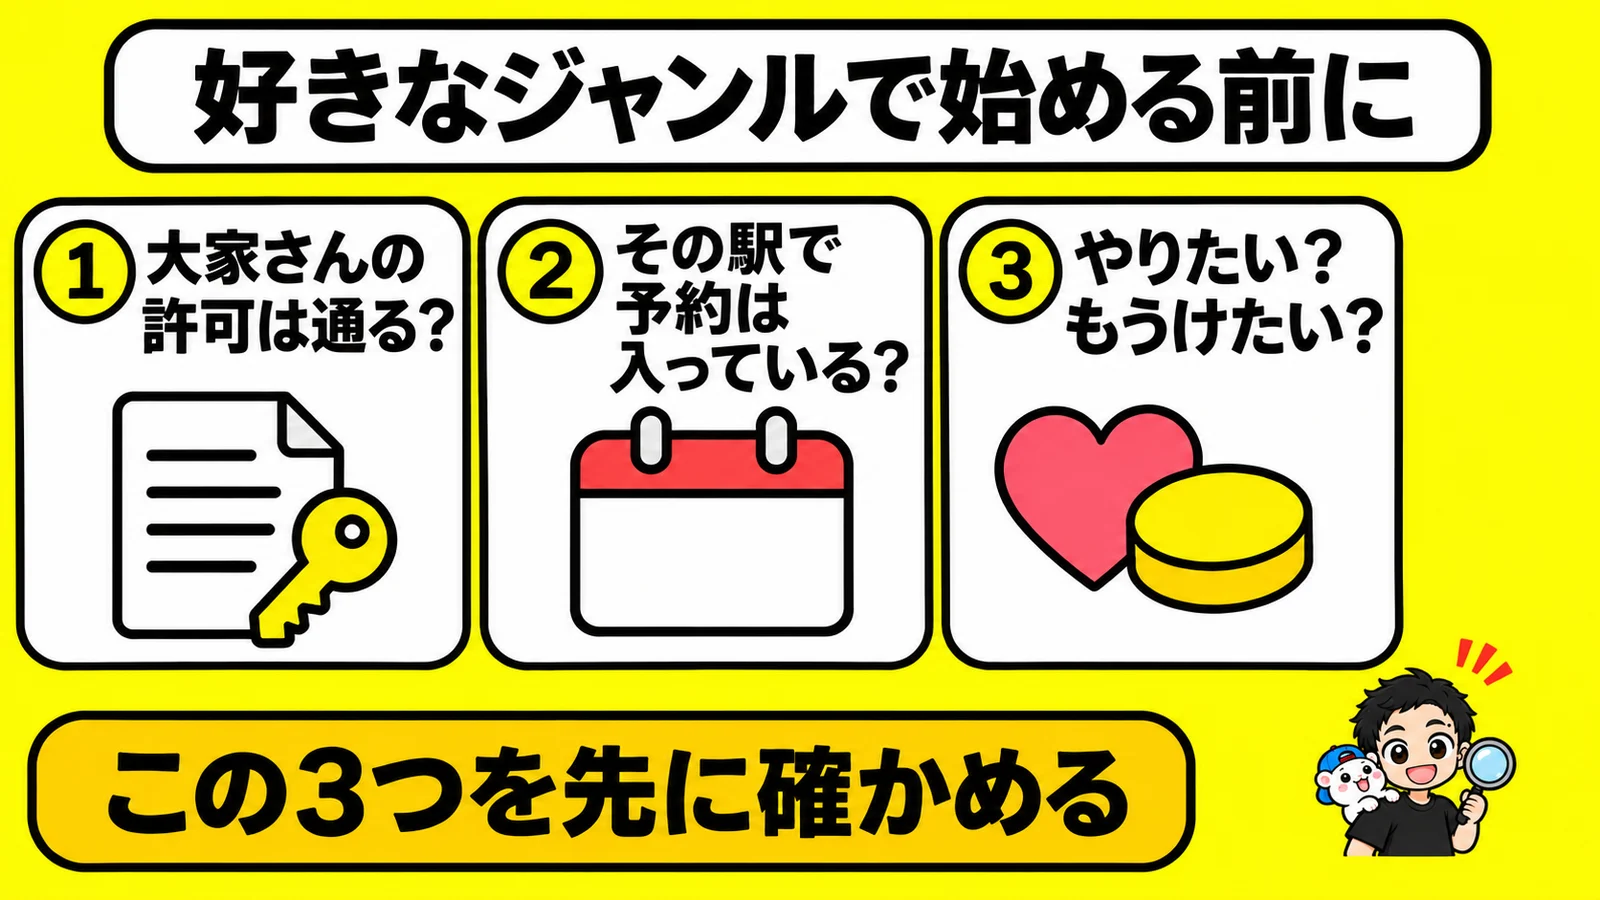 好きなジャンルで始める前に
1
大家さんの
許可は通る?
2
その駅で
予約は
入っている?
3
やりたい?
もうけたい?
この3つを先に確かめる